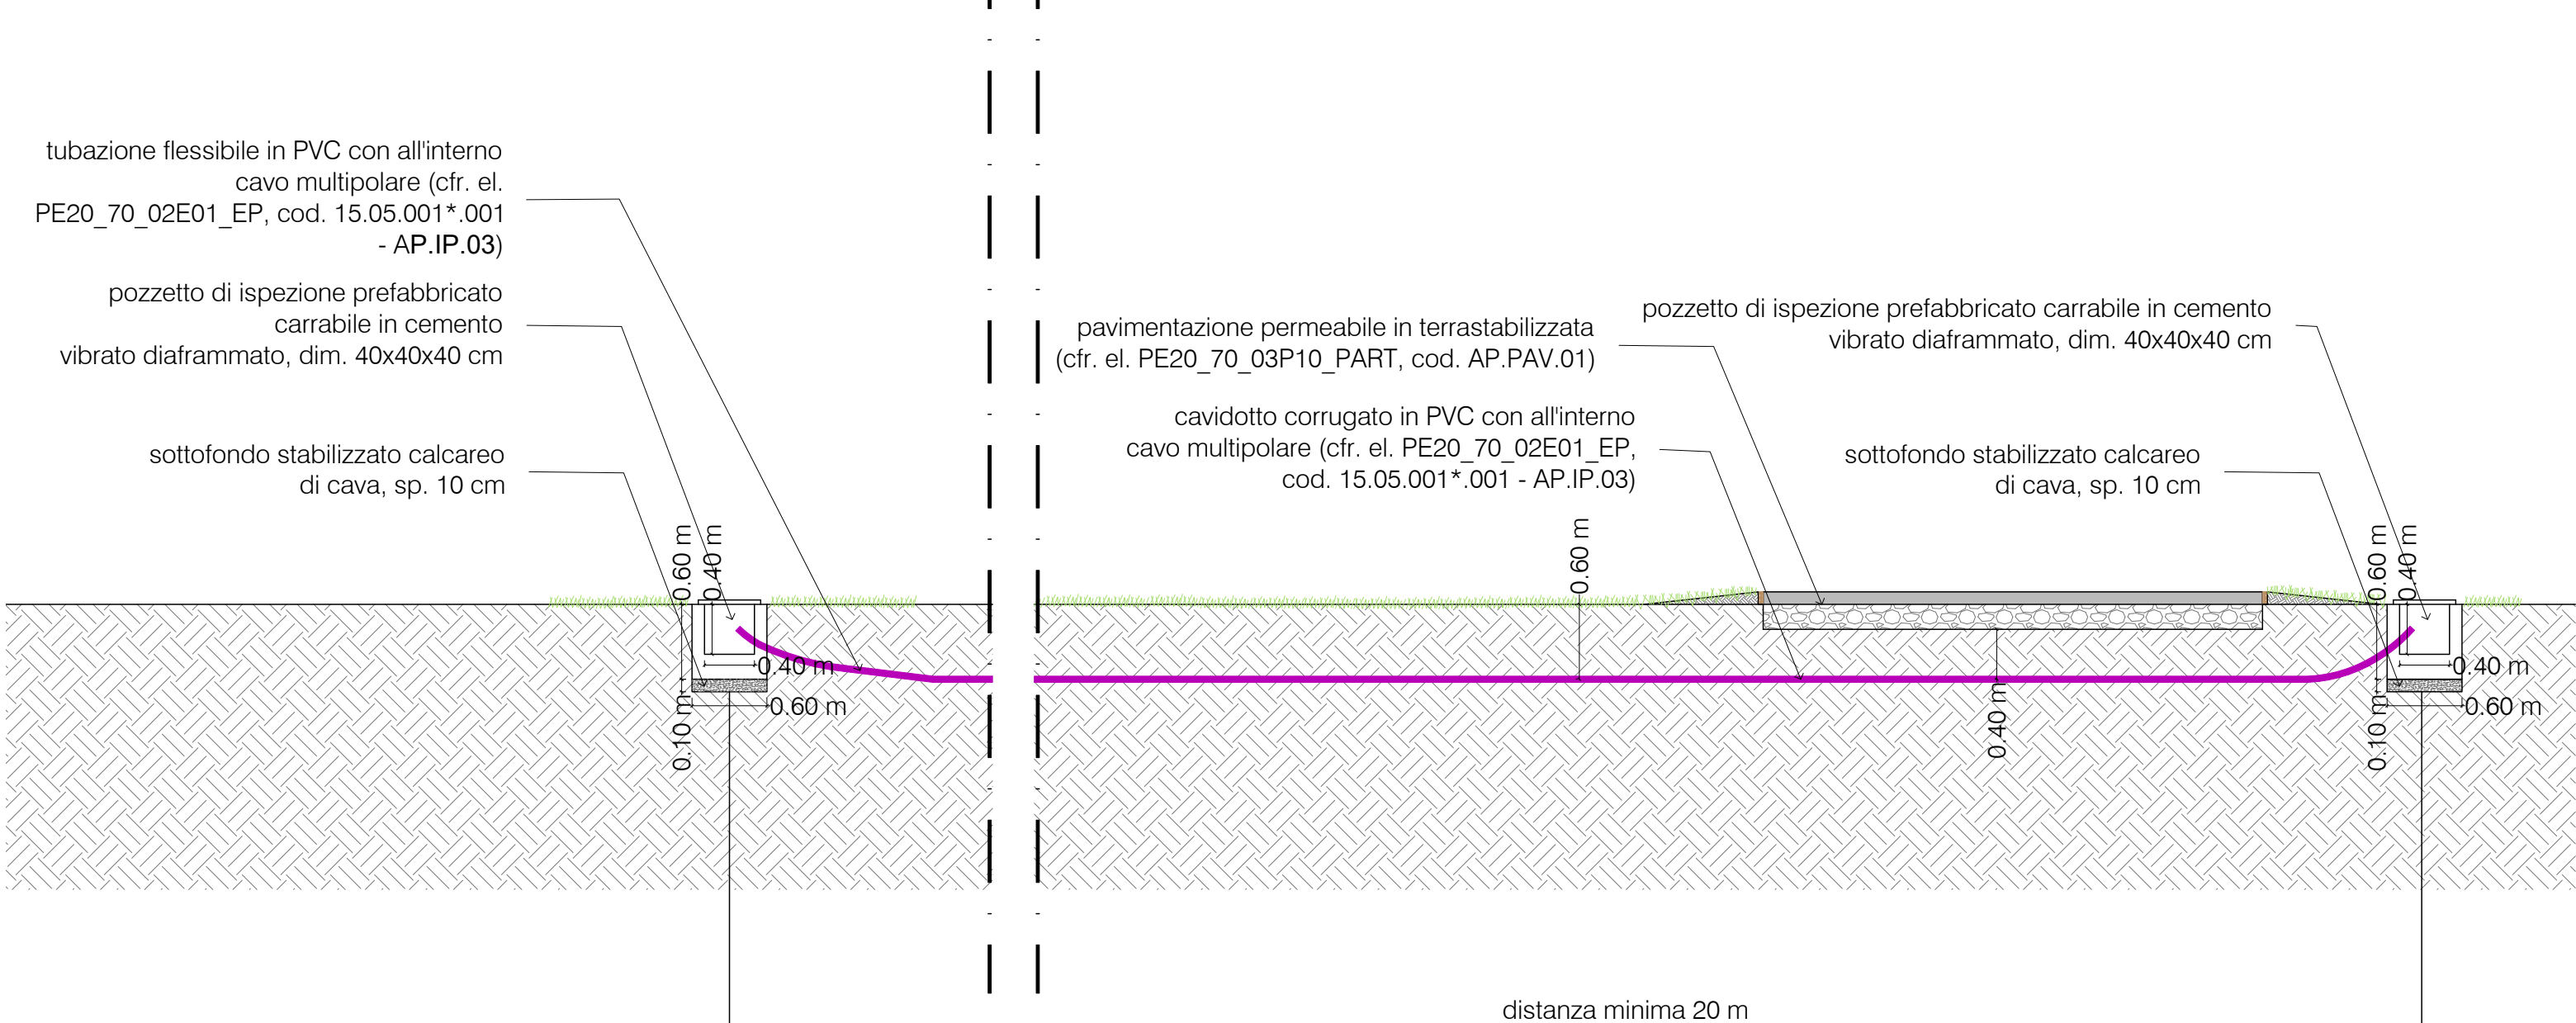 tubazione flessibile in PVC con all'interno
cavo multipolare (cfr. el.
PE20_70_02E01_EP, cod. 15.05.001*.001
- AP.IP.03)
pozzetto di ispezione prefabbricato
carrabile in cemento
vibrato diaframmato, dim. 40x40x40 cm
sottofondo stabilizzato calcareo
di cava, sp. 10 cm
0.60 m
0.40 m
0.40 m
0.60 m
0.10 m
pavimentazione permeabile in terrastabilizzata
(cfr. el. PE20_70_03P10_PART, cod. AP.PAV.01)
cavidotto corrugato in PVC con all'interno
cavo multipolare (cfr. el. PE20_70_02E01_EP,
cod. 15.05.001*.001 - AP.IP.03)
0.60 m
0.40 m
pozzetto di ispezione prefabbricato carrabile in cemento
vibrato diaframmato, dim. 40x40x40 cm
sottofondo stabilizzato calcareo
di cava, sp. 10 cm
0.60 m
0.40 m
0.40 m
0.60 m
0.10 m
distanza minima 20 m